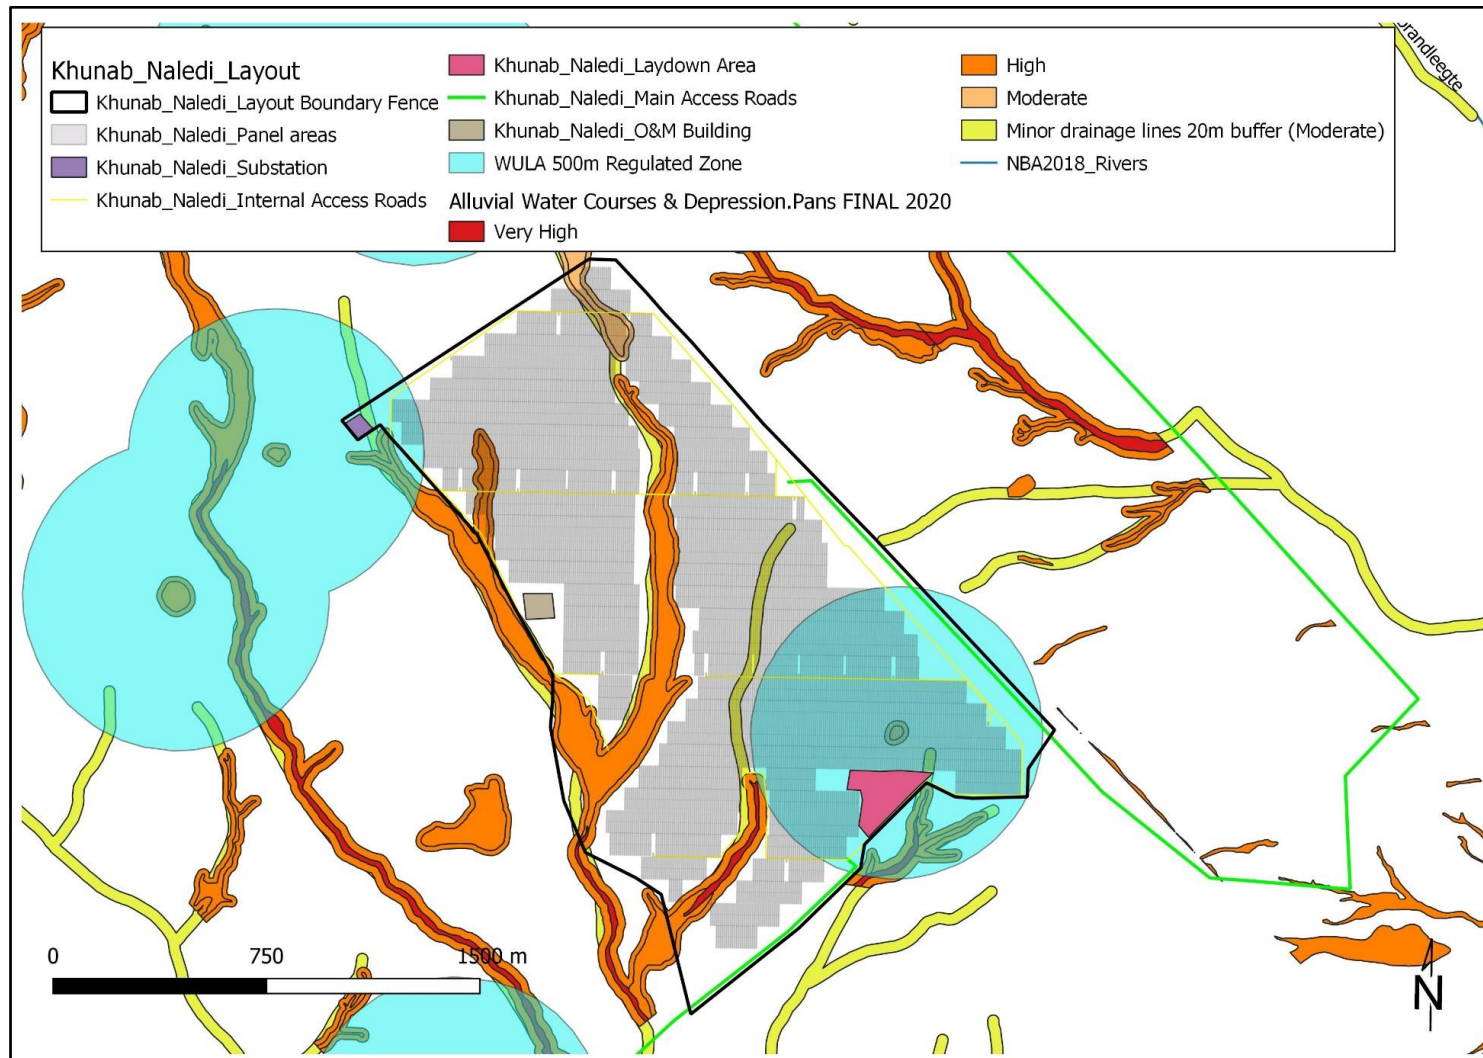 Khunab_Naledi_Layout
Khunab_Naledi_Layout Boundary Fence
Khunab_Naledi_Panel areas
Khunab_Naledi_Substation
Khunab_Naledi_Internal Access Roads
Khunab_Naledi_Laydown Area
Khunab_Naledi_Main Access Roads
Khunab_Naledi_O&M Building
WULA 500m Regulated Zone
Alluvial Water Courses & Depression.Pans FINAL 2020
Very High
High
Moderate
Minor drainage lines 20m buffer (Moderate)
NBA2018_Rivers
0 750 1500 m
N